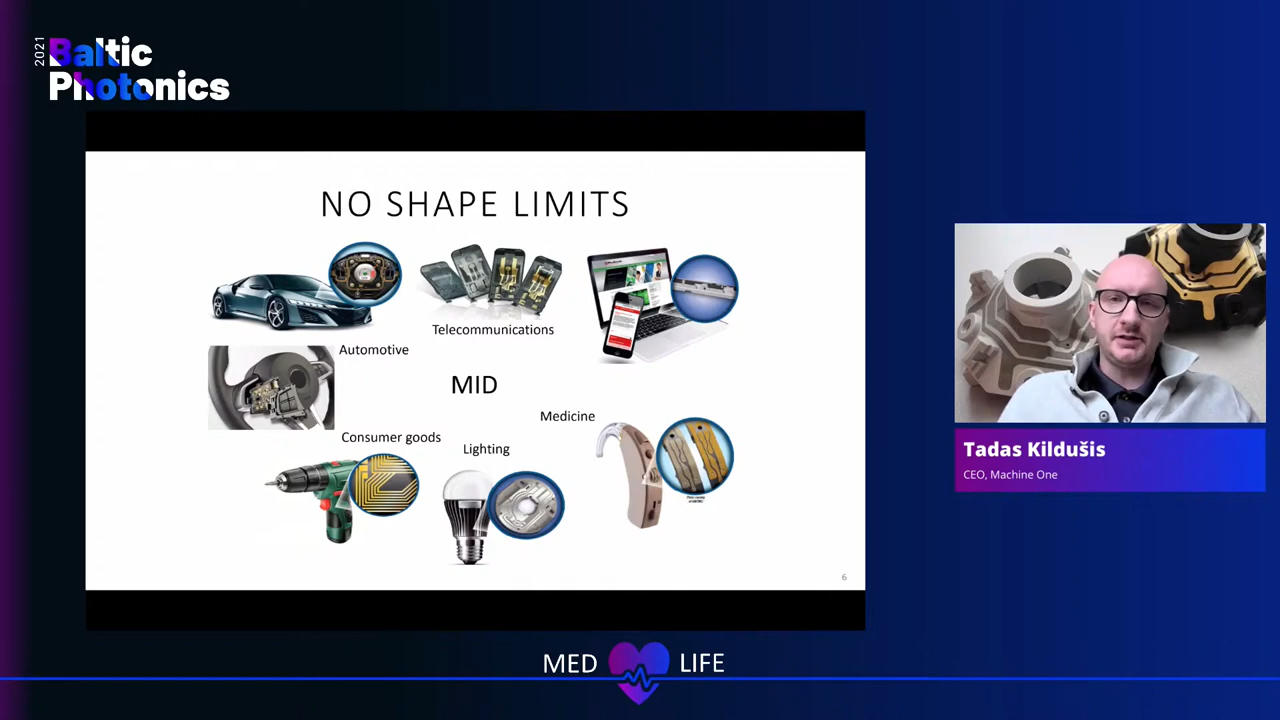 2021
Baltic
Photonics
NO SHAPE LIMITS
Telecommunications
Automotive
MID
Medicine
Consumer goods
Lighting
6
Tadas Kildušis
CEO, Machine One
MED LIFE